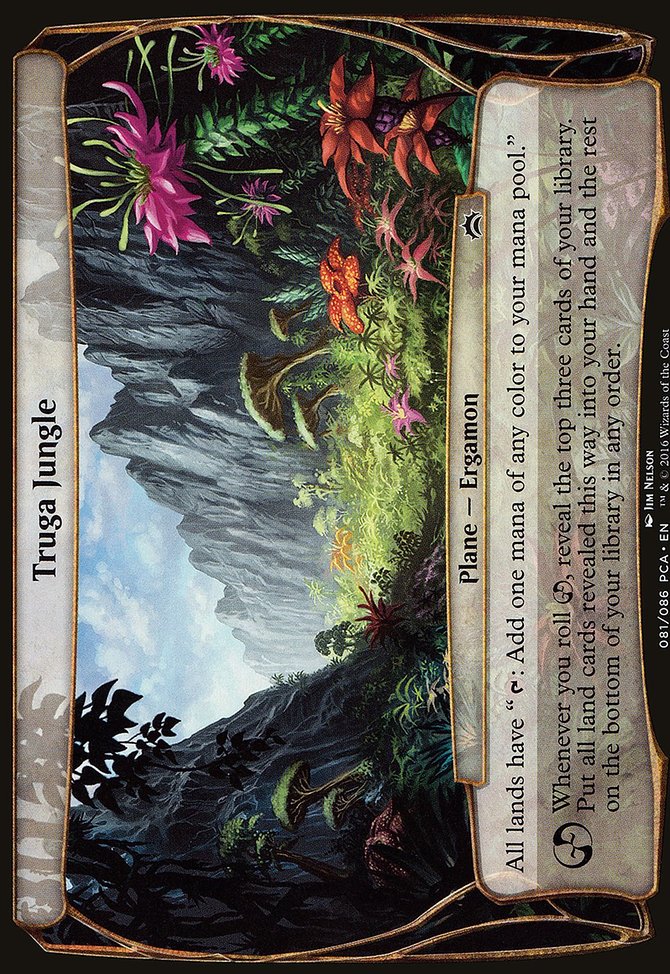 Truga Jungle
Plane — Ergamon
All lands have “: Add one mana of any color to your mana pool.”
Whenever you roll , reveal the top three cards of your library.
Put all land cards revealed this way into your hand and the rest
on the bottom of your library in any order.
081/086 PCA • EN JIM NELSON
™ & © 2016 Wizards of the Coast